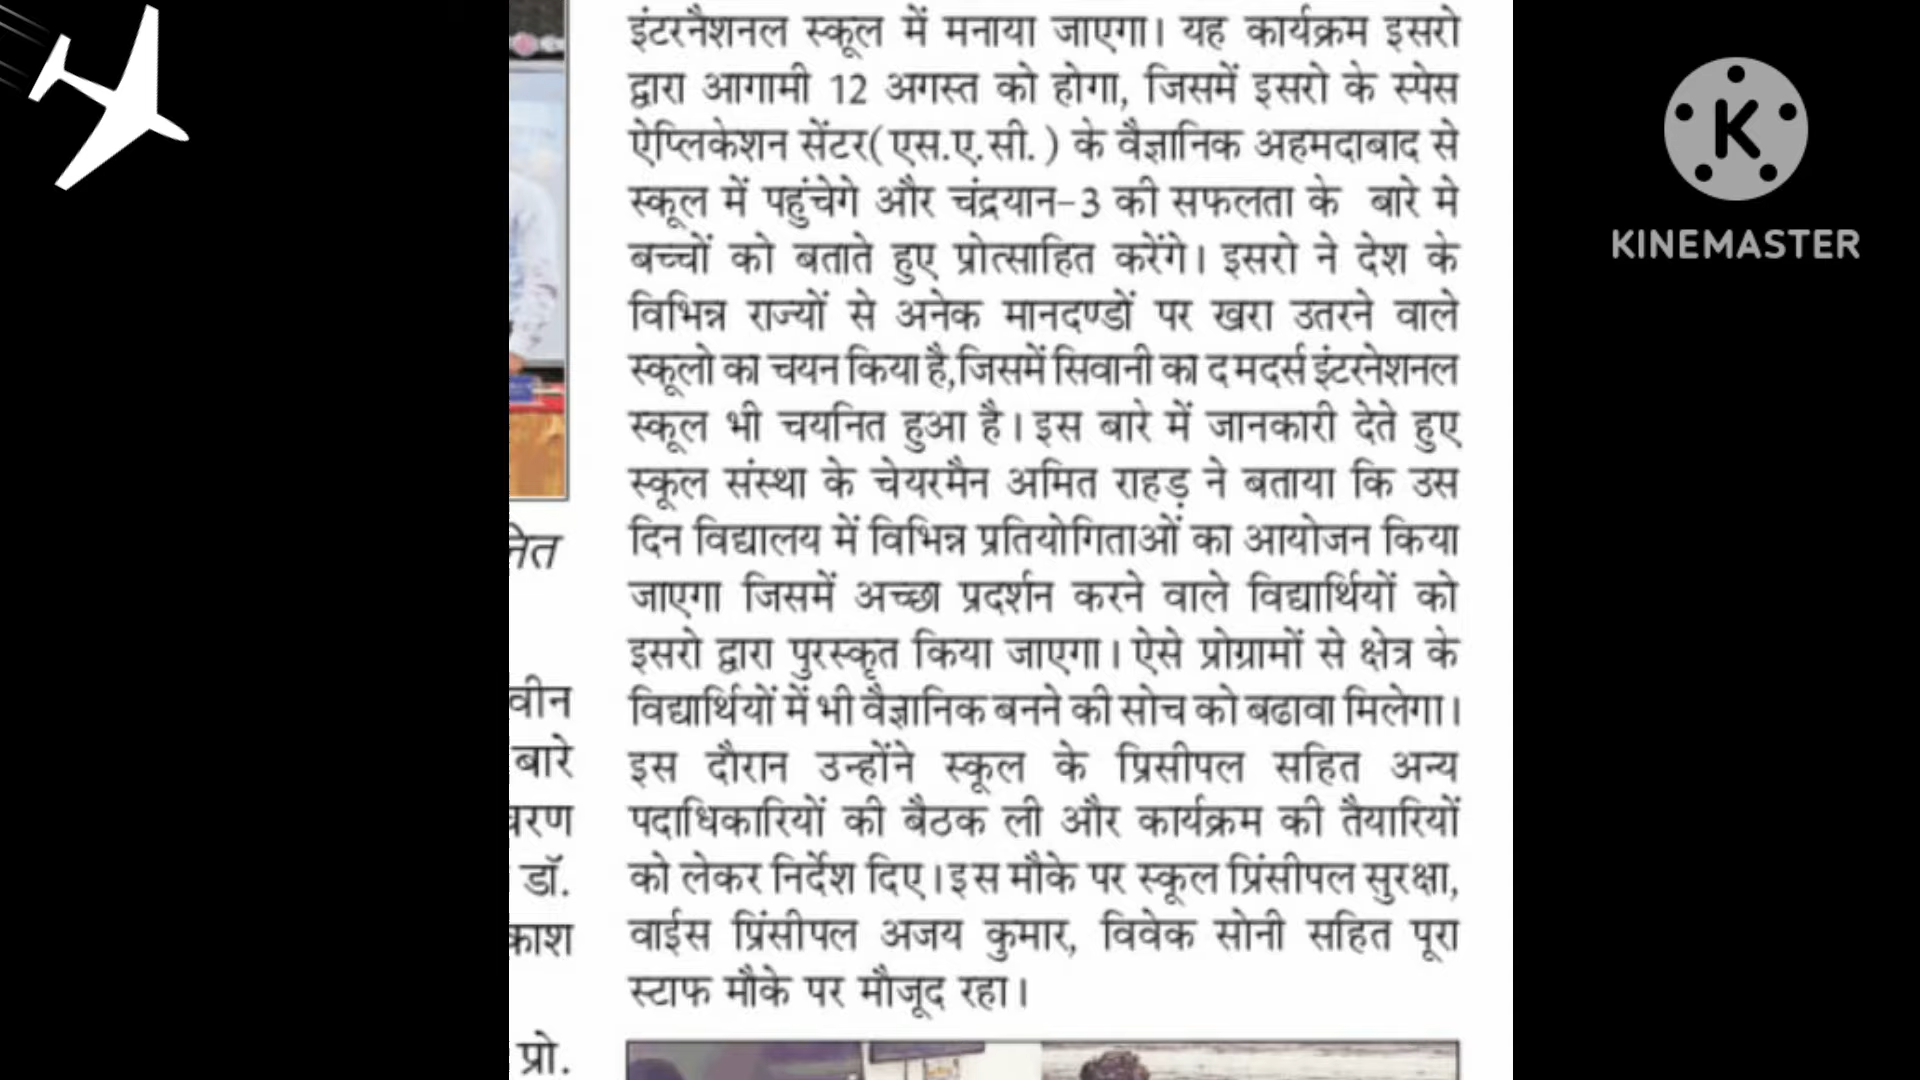 इंटरनैशनल स्कूल में मनाया जाएगा। यह कार्यक्रम इसरो
द्वारा आगामी 12 अगस्त को होगा, जिसमें इसरो के स्पेस
ऐप्लिकेशन सेंटर(एस.ए.सी.) के वैज्ञानिक अहमदाबाद से
स्कूल में पहुंचेगे और चंद्रयान-3 की सफलता के बारे मे
बच्चों को बताते हुए प्रोत्साहित करेंगे। इसरो ने देश के
विभिन्न राज्यों से अनेक मानदण्डों पर खरा उतरने वाले
स्कूलो का चयन किया है,जिसमें सिवानी का द मदर्स इंटरनेशनल
स्कूल भी चयनित हुआ है। इस बारे में जानकारी देते हुए
स्कूल संस्था के चेयरमैन अमित राहड़ ने बताया कि उस
दिन विद्यालय में विभिन्न प्रतियोगिताओं का आयोजन किया
जाएगा जिसमें अच्छा प्रदर्शन करने वाले विद्यार्थियों को
इसरो द्वारा पुरस्कृत किया जाएगा। ऐसे प्रोग्रामों से क्षेत्र के
विद्यार्थियों में भी वैज्ञानिक बनने की सोच को बढावा मिलेगा।
इस दौरान उन्होंने स्कूल के प्रिसीपल सहित अन्य
पदाधिकारियों की बैठक ली और कार्यक्रम की तैयारियों
को लेकर निर्देश दिए। इस मौके पर स्कूल प्रिंसीपल सुरक्षा,
वाईस प्रिंसीपल अजय कुमार, विवेक सोनी सहित पूरा
स्टाफ मौके पर मौजूद रहा।
बारे
डॉ.
प्रो.
K
KINEMASTER